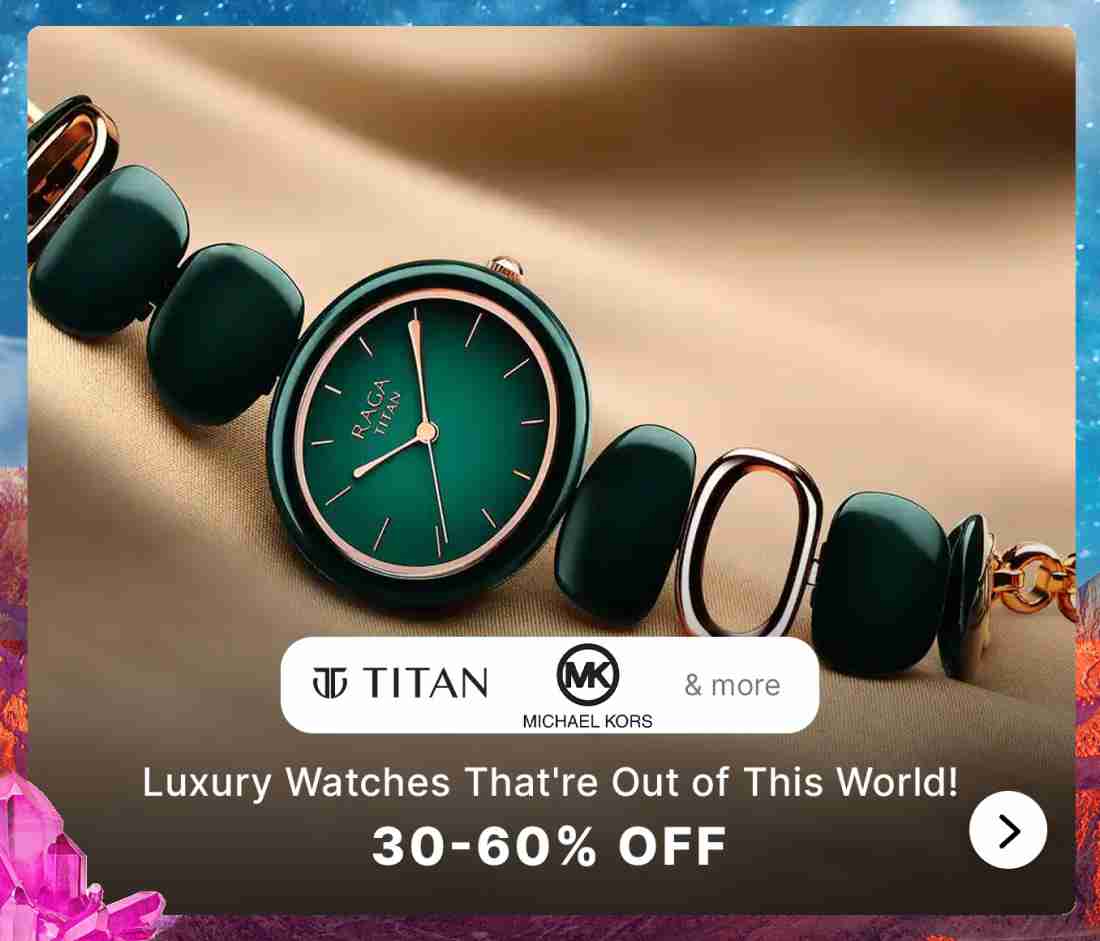 RAGA
TITAN
TITAN
MK
MICHAEL KORS
& more
Luxury Watches That're Out of This World!
30-60% OFF